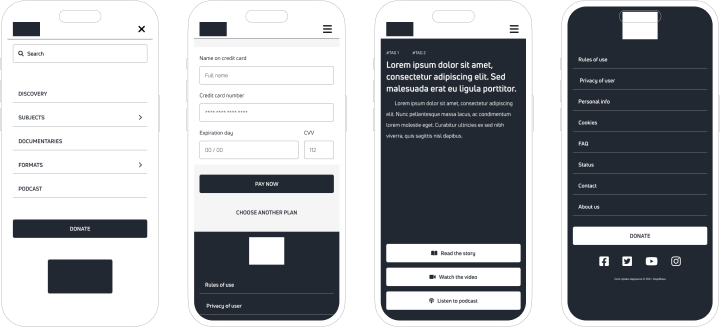 Search
DISCOVERY
SUBJECTS
DOCUMENTARIES
FORMATS
PODCAST
DONATE
Name on credit card
Full name
Credit card number
**** **** **** ****
Expiration day
CVV
00 / 00
112
PAY NOW
CHOOSE ANOTHER PLAN
Rules of use
Privacy of user
#TAG 1 #TAG 2
Lorem ipsum dolor sit amet,
consectetur adipiscing elit. Sed
malesuada erat eu ligula porttitor.
Lorem ipsum dolor sit amet, consectetur adipiscing
elit. Nunc pellentesque massa lacus, ac condimentum
lorem molestie eget. Curabitur ultricies ex sed nibh
viverra, quis sagittis nisl dapibus.
Read the story
Watch the video
Listen to podcast
Rules of use
Privacy of user
Personal info
Cookies
FAQ
Status
Contact
About us
DONATE